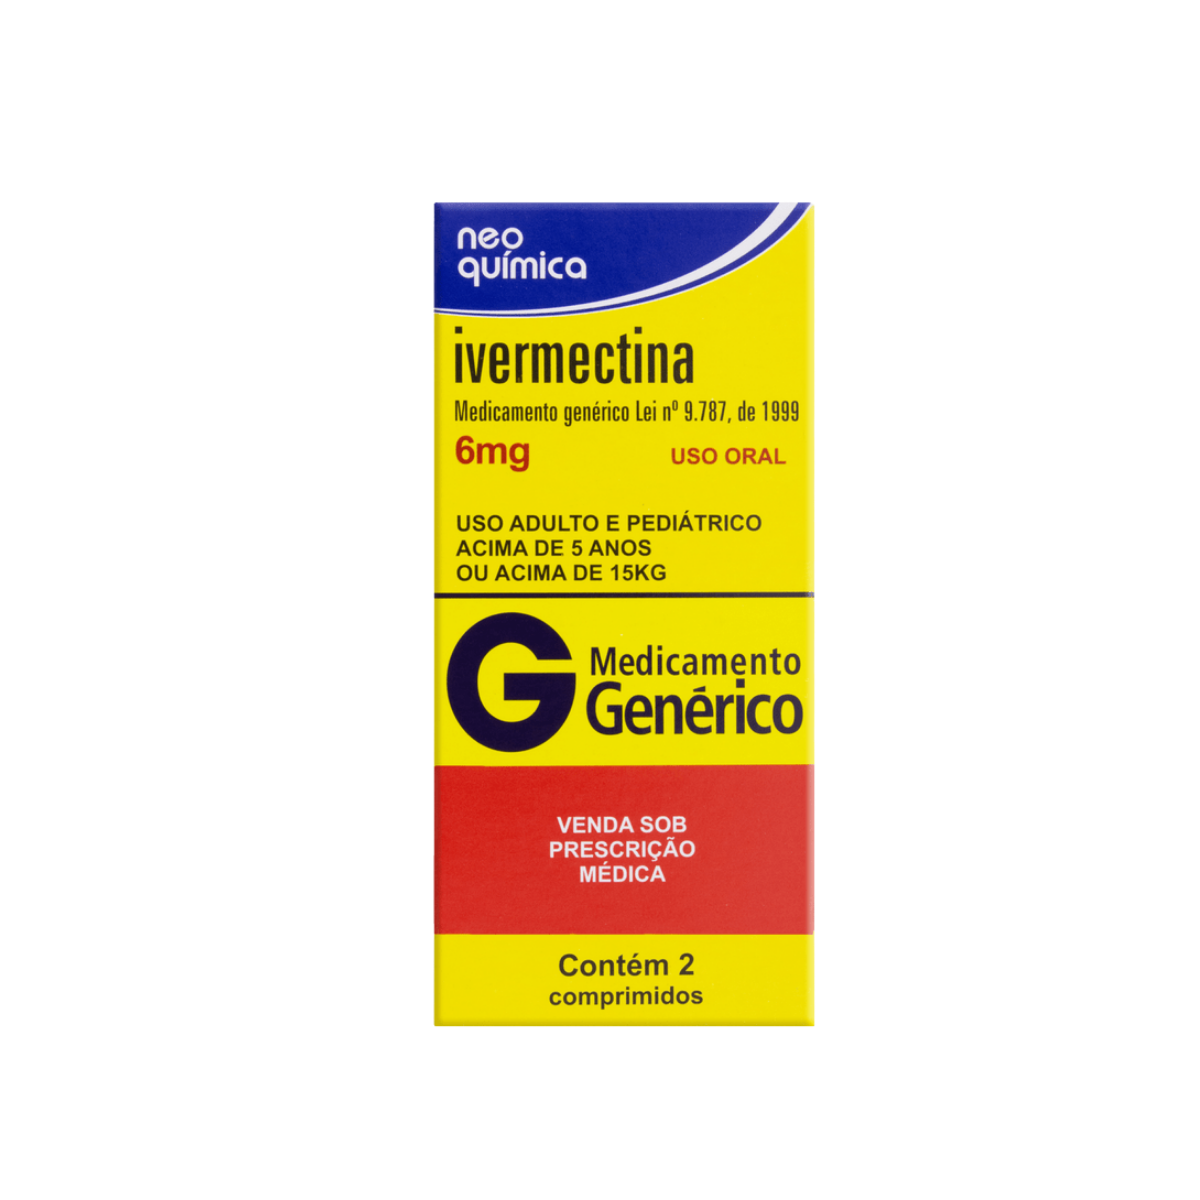 neo
química
ivermectina
Medicamento genérico Lei nº 9.787, de 1999
6mg USO ORAL
USO ADULTO E PEDIÁTRICO
ACIMA DE 5 ANOS
OU ACIMA DE 15KG
G Medicamento
Genérico
VENDA SOB
PRESCRIÇÃO
MÉDICA
Contém 2
comprimidos